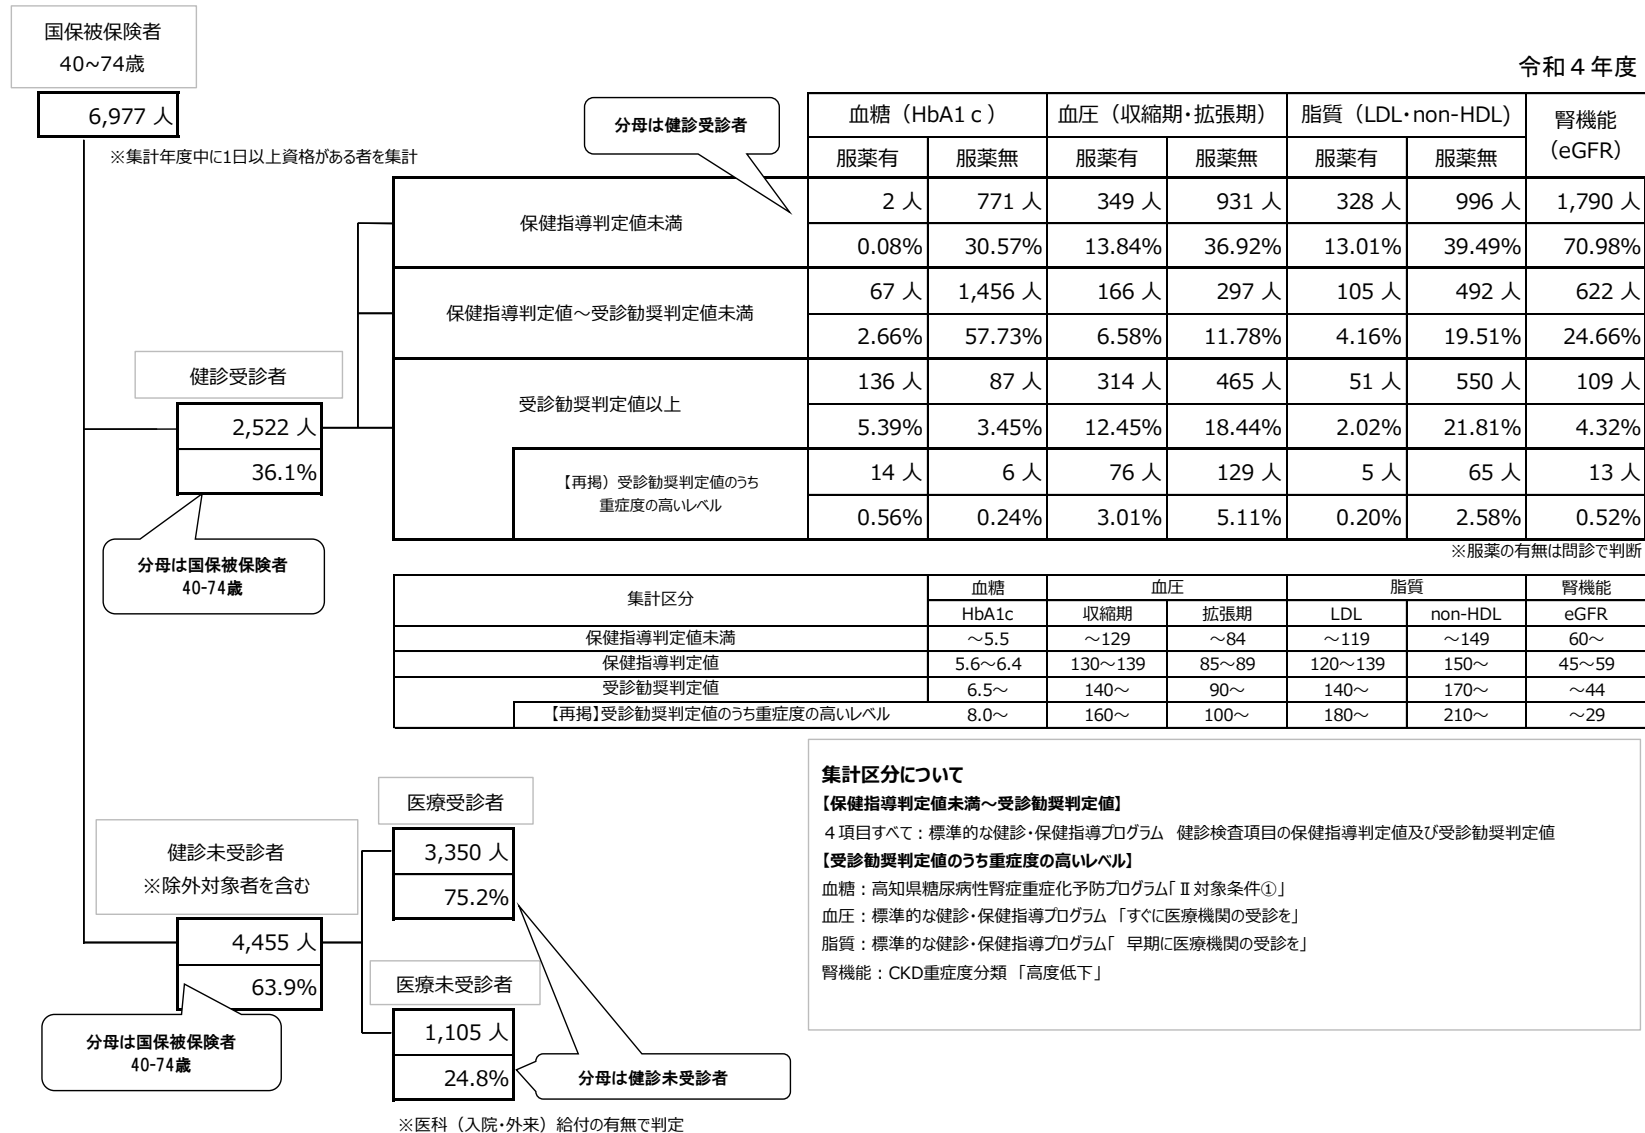 国保被保険者
40~74歳
6,977 人
※集計年度中に1日以上資格がある者を集計
令和４年度
分母は健診受診者
血糖（HbA1ｃ） 血圧（収縮期・拡張期） 脂質（LDL・non-HDL) 腎機能
（eGFR）
服薬有 服薬無 服薬有 服薬無 服薬有 服薬無
保健指導判定値未満
2 人 771 人 349 人 931 人 328 人 996 人 1,790 人
0.08% 30.57% 13.84% 36.92% 13.01% 39.49% 70.98%
保健指導判定値～受診勧奨判定値未満
67 人 1,456 人 166 人 297 人 105 人 492 人 622 人
2.66% 57.73% 6.58% 11.78% 4.16% 19.51% 24.66%
受診勧奨判定値以上
136 人 87 人 314 人 465 人 51 人 550 人 109 人
5.39% 3.45% 12.45% 18.44% 2.02% 21.81% 4.32%
【再掲）受診勧奨判定値のうち
重症度の高いレベル
14 人 6 人 76 人 129 人 5 人 65 人 13 人
0.56% 0.24% 3.01% 5.11% 0.20% 2.58% 0.52%
※服薬の有無は問診で判断
健診受診者
2,522 人
36.1%
分母は国保被保険者
40-74歳
集計区分 血糖 血圧 脂質 腎機能
HbA1c 収縮期 拡張期 LDL non-HDL eGFR
保健指導判定値未満 ～5.5 ～129 ～84 ～119 ～149 60～
保健指導判定値 5.6～6.4 130～139 85～89 120～139 150～ 45～59
受診勧奨判定値 6.5～ 140～ 90～ 140～ 170～ ～44
【再掲】受診勧奨判定値のうち重症度の高いレベル 8.0～ 160～ 100～ 180～ 210～ ～29
集計区分について
【保健指導判定値未満～受診勧奨判定値】
４項目すべて：標準的な健診・保健指導プログラム 健診検査項目の保健指導判定値及び受診勧奨判定値
【受診勧奨判定値のうち重症度の高いレベル】
血糖：高知県糖尿病性腎症重症化予防プログラム「Ⅱ対象条件①」
血圧：標準的な健診・保健指導プログラム 「すぐに医療機関の受診を」
脂質：標準的な健診・保健指導プログラム「 早期に医療機関の受診を」
腎機能：CKD重症度分類 「高度低下」
健診未受診者
※除外対象者を含む
4,455 人
63.9%
分母は国保被保険者
40-74歳
医療受診者
3,350 人
75.2%
医療未受診者
1,105 人
24.8%
分母は健診未受診者
※医科（入院・外来）給付の有無で判定